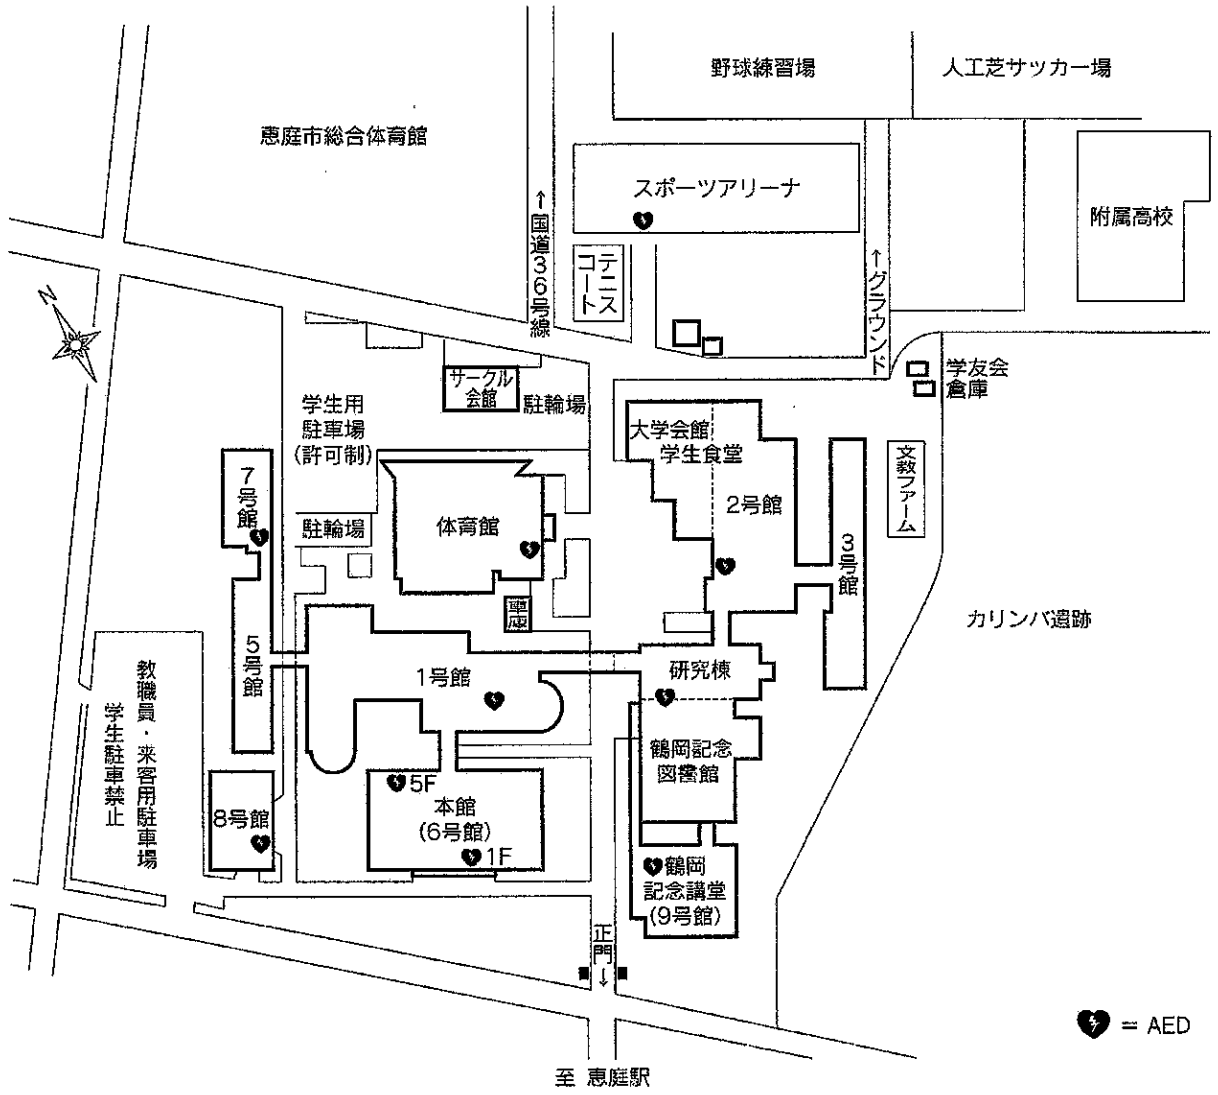 野球練習場
人工芝サッカー場
恵庭市総合体育館
スポーツアリーナ
附属高校
↑国道36号線
テニス
コート
↑グラウンド
N
サークル
会館
駐輪場
学友会
倉庫
学生用
駐車場
(許可制)
大学会館
学生食堂
文教ファーム
7号館
2号館
体育館
駐輪場
3号館
車庫
カリンバ遺跡
5号館
1号館
研究棟
教職員・来客用駐車場
学生駐車禁止
鶴岡記念
図書館
5F
本館
(6号館)
1F
8号館
鶴岡
記念講堂
(9号館)
正門↓
= AED
至 恵庭駅